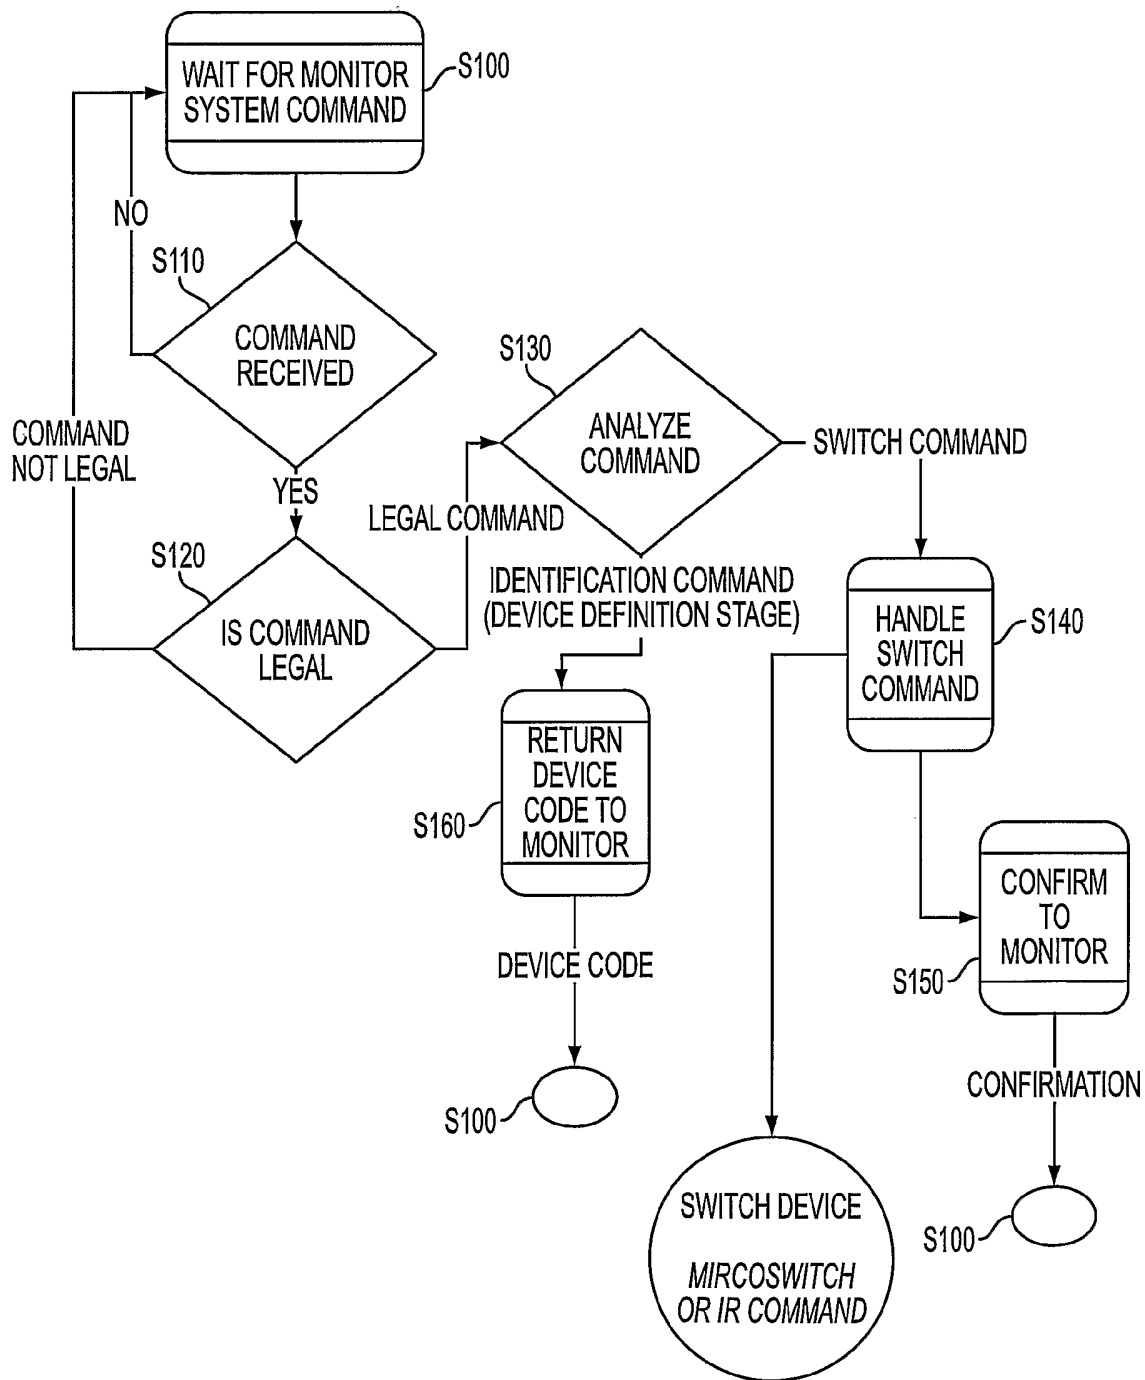 WAIT FOR MONITOR
SYSTEM COMMAND
S100
NO
S110
COMMAND
RECEIVED
S130
ANALYZE
COMMAND
SWITCH COMMAND
COMMAND
NOT LEGAL
YES
LEGAL COMMAND
S120
IS COMMAND
LEGAL
IDENTIFICATION COMMAND
(DEVICE DEFINITION STAGE)
HANDLE
SWITCH
COMMAND
S140
RETURN
DEVICE
CODE TO
MONITOR
S160
CONFIRM
TO
MONITOR
S150
DEVICE CODE
S100
CONFIRMATION
SWITCH DEVICE
MIRCOSWITCH
OR IR COMMAND
S100